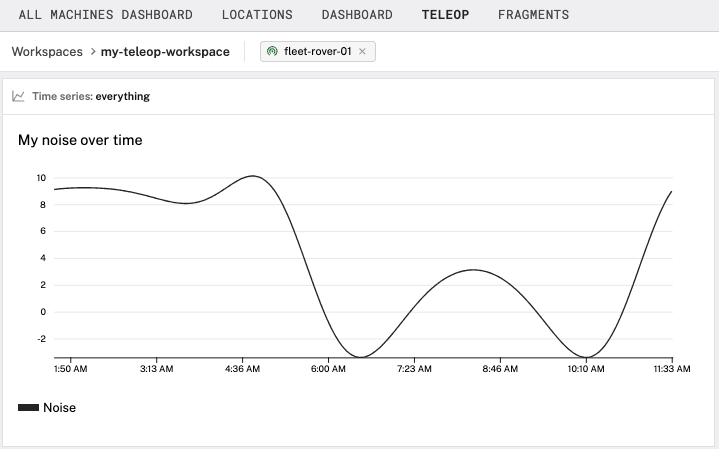 ALL MACHINES DASHBOARD LOCATIONS DASHBOARD TELEOP FRAGMENTS
Workspaces > my-teleop-workspace fleet-rover-01 ×
Time series: everything
My noise over time
10
8
6
4
2
0
-2
1:50 AM 3:13 AM 4:36 AM 6:00 AM 7:23 AM 8:46 AM 10:10 AM 11:33 AM
Noise